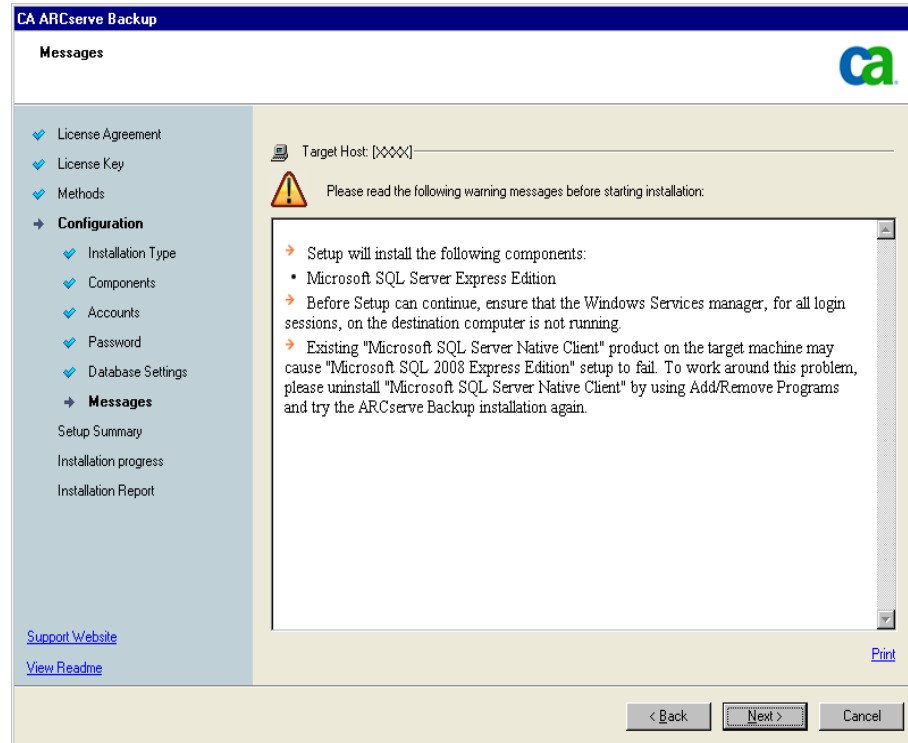 CA ARCserve Backup
Messages
ca
License Agreement
License Key
Methods
Configuration
Installation Type
Components
Accounts
Password
Database Settings
Messages
Setup Summary
Installation progress
Installation Report
Support Website
View Readme
Target Host: [XXXX]
Please read the following warning messages before starting installation:
Setup will install the following components:
• Microsoft SQL Server Express Edition
Before Setup can continue, ensure that the Windows Services manager, for all login
sessions, on the destination computer is not running.
Existing "Microsoft SQL Server Native Client" product on the target machine may
cause "Microsoft SQL 2008 Express Edition" setup to fail. To work around this problem,
please uninstall "Microsoft SQL Server Native Client" by using Add/Remove Programs
and try the ARCserve Backup installation again.
Print
< Back
Next >
Cancel